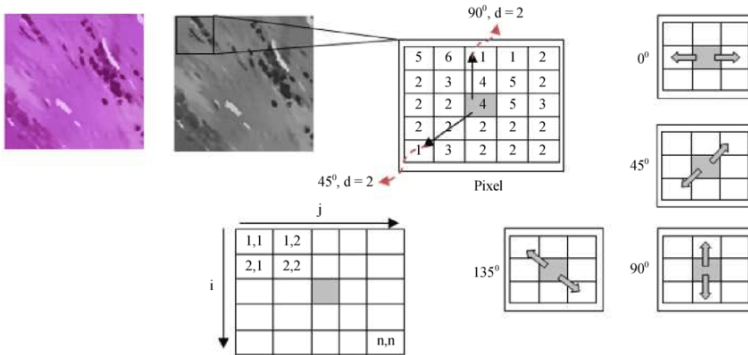 90⁰, d = 2
5 6 1 1 2
2 3 4 5 2
2 2 4 5 3
2 2 2 2 2
1 3 2 2 2
45⁰, d = 2
Pixel
0⁰
45⁰
j
i
1,1 1,2
2,1 2,2
n,n
135⁰
90⁰